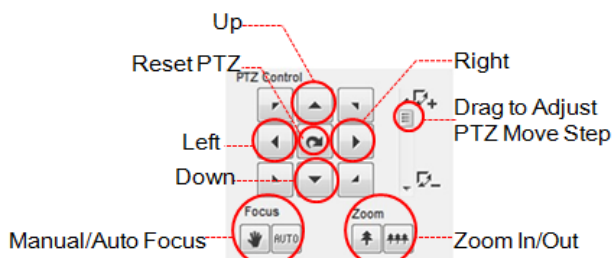 Up
Reset PTZ
PTZ Control
Right
Drag to Adjust
PTZ Move Step
Left
Down
Focus
Zoom
Manual/Auto Focus
AUTO
Zoom In/Out